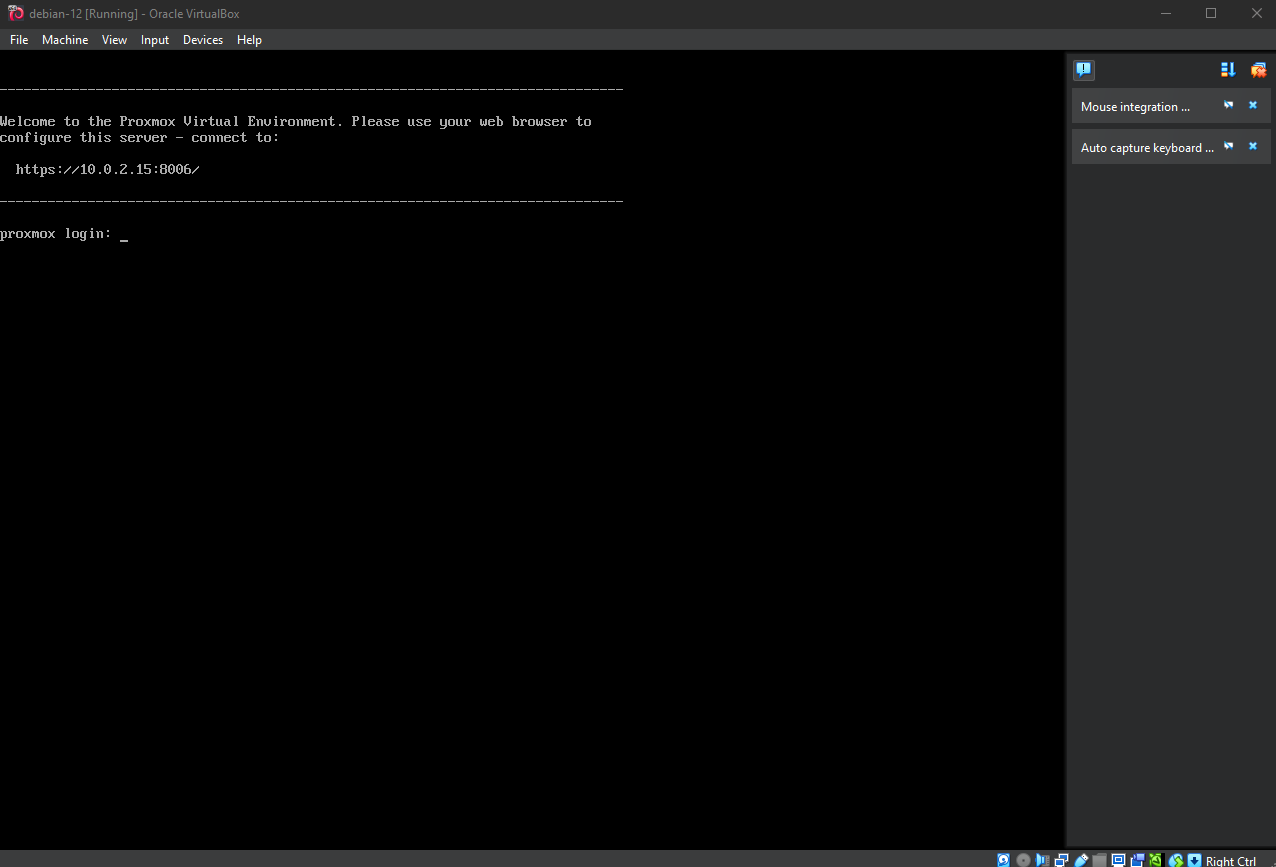 debian-12 [Running] - Oracle VirtualBox
File Machine View Input Devices Help
------------------------------------------------------------------------------
Welcome to the Proxmox Virtual Environment. Please use your web browser to
configure this server - connect to:
https://10.0.2.15:8006/
------------------------------------------------------------------------------
proxmox login: _
Mouse integration ...
Auto capture keyboard ...
Right Ctrl